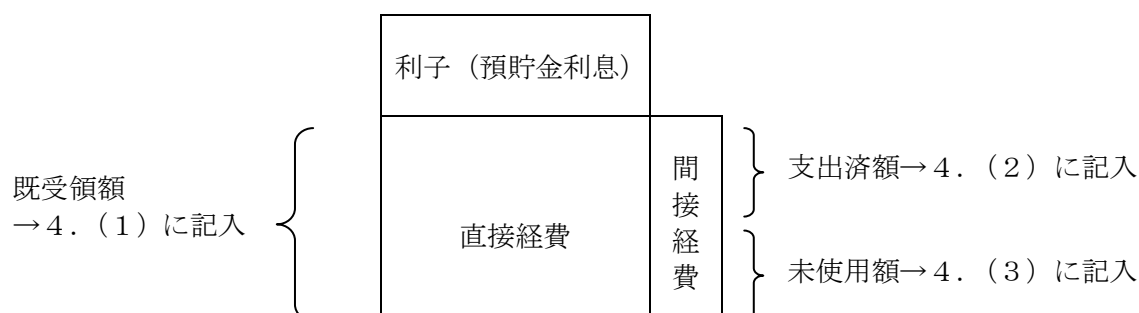 利子（預貯金利息）
既受領額
→４．（１）に記入
直接経費
間接経費
支出済額→４．（２）に記入
未使用額→４．（３）に記入